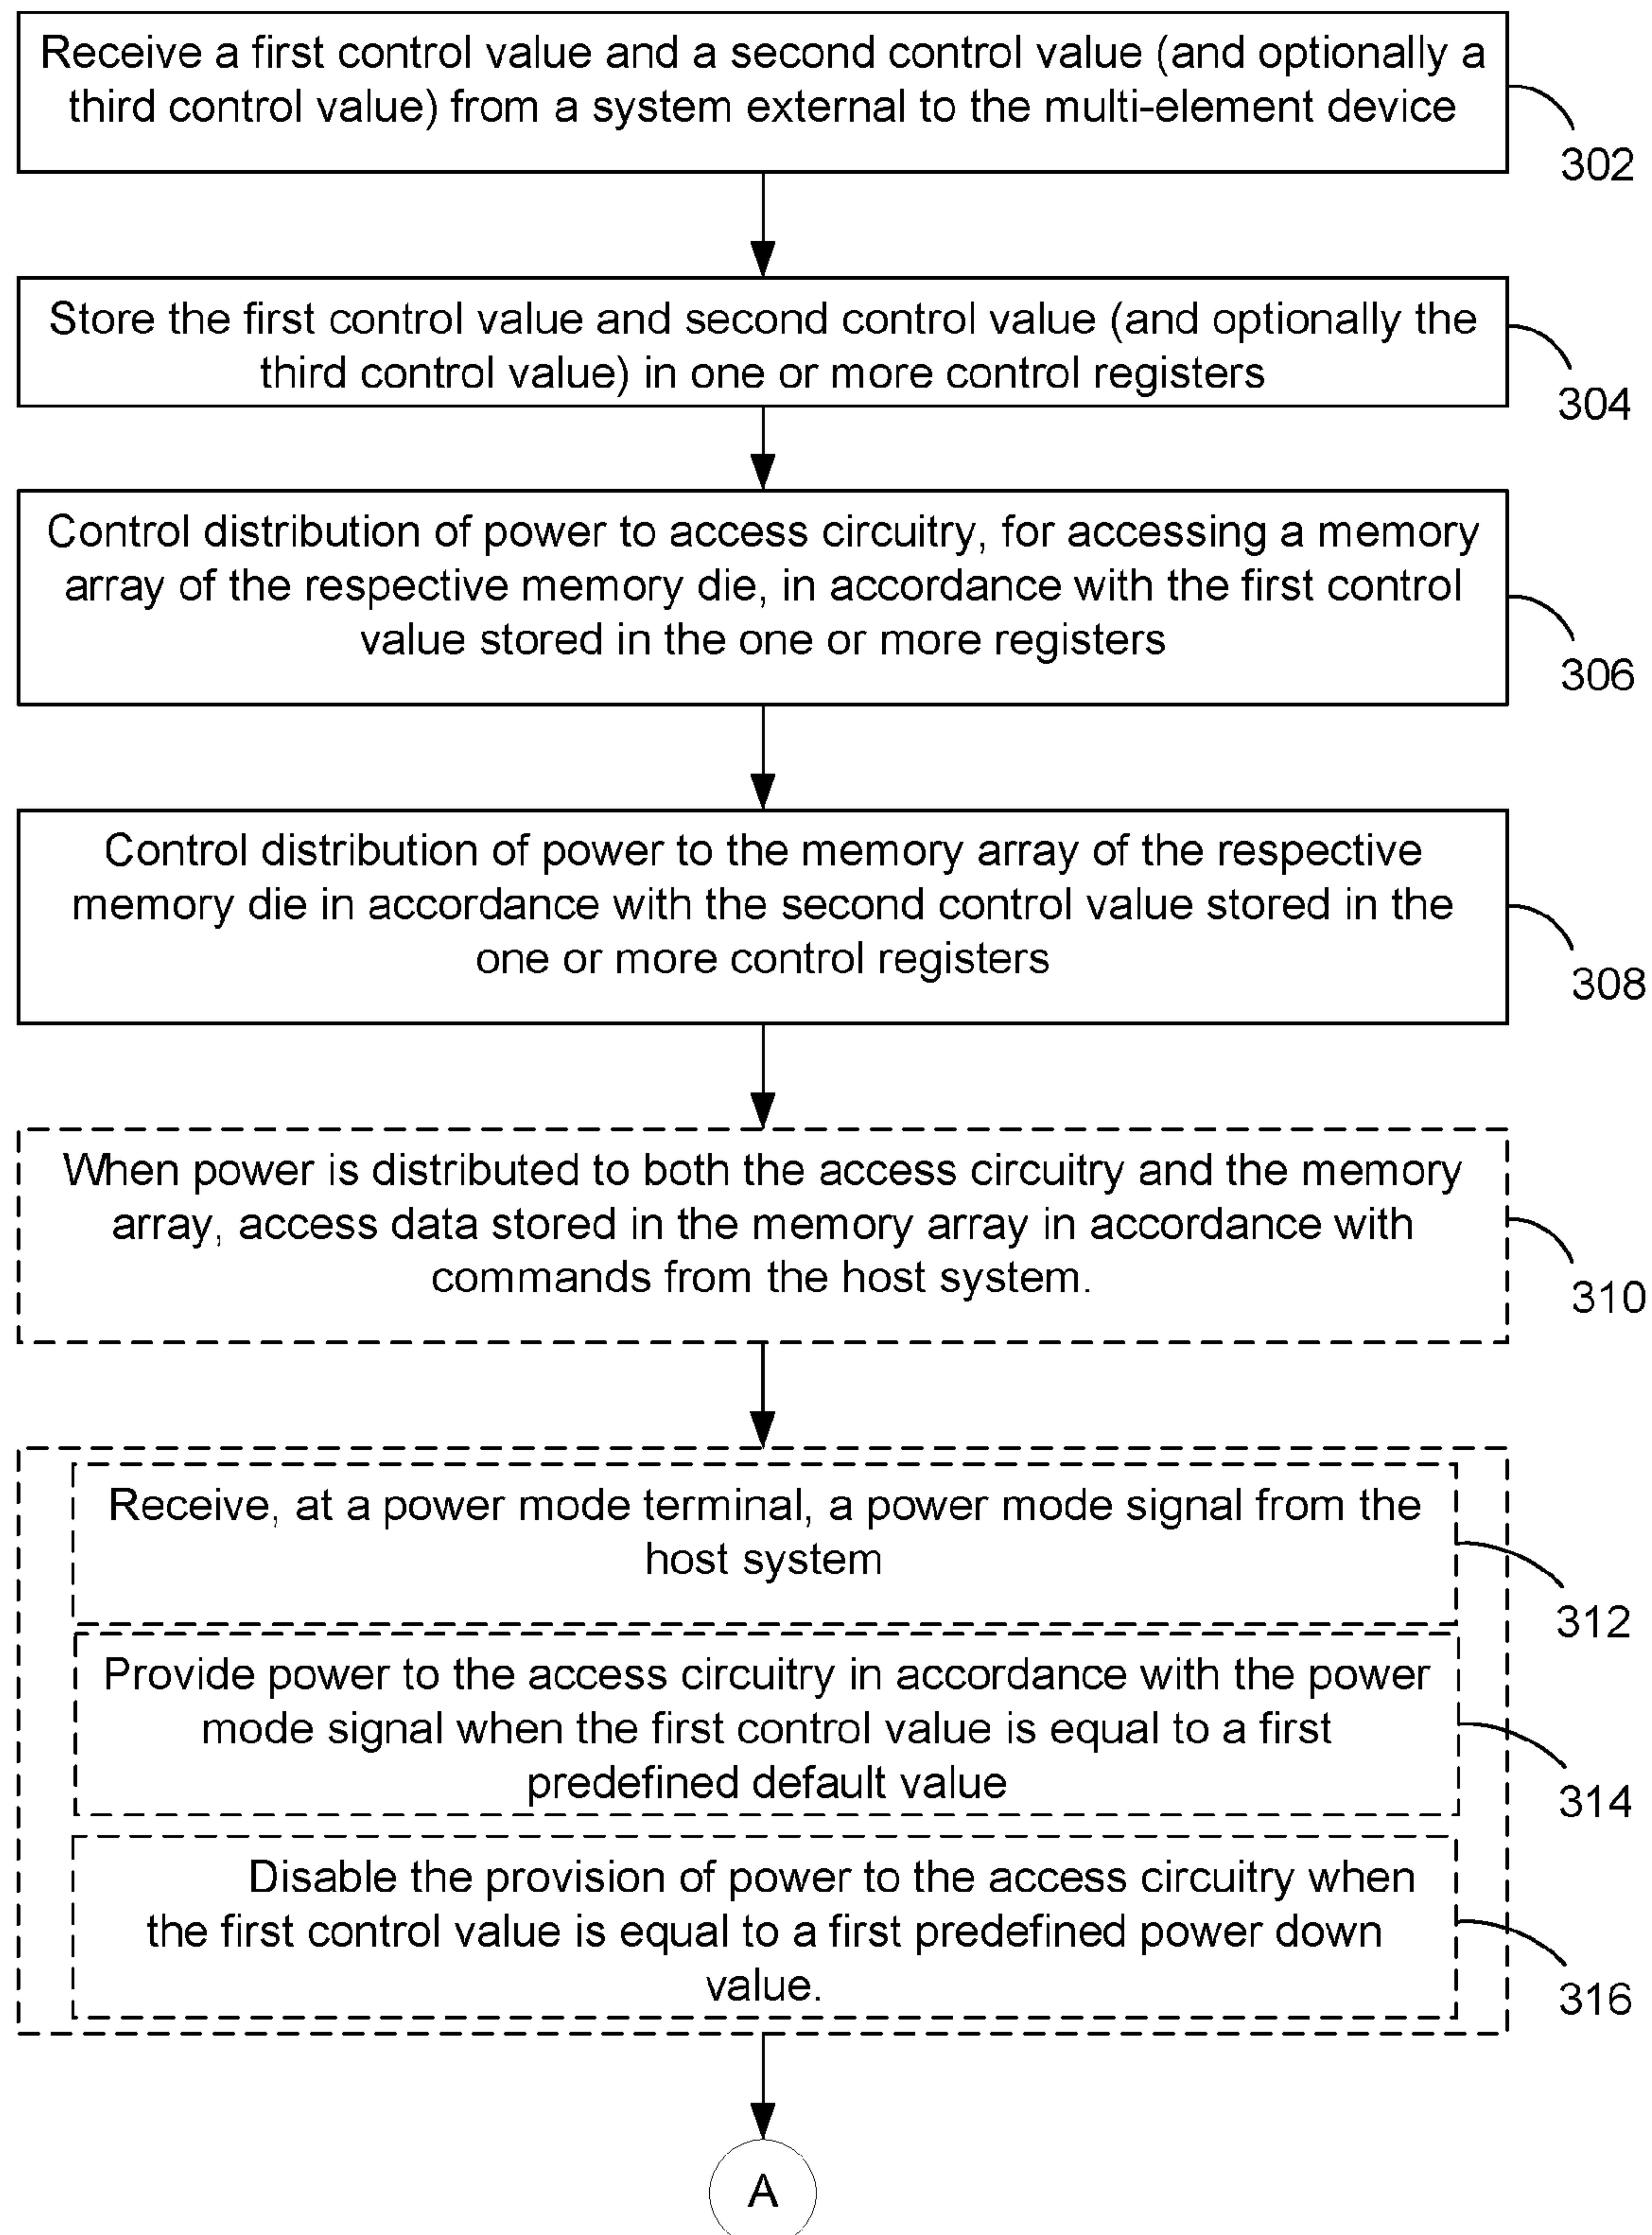 Receive a first control value and a second control value (and optionally a
third control value) from a system external to the multi-element device
302
Store the first control value and second control value (and optionally the
third control value) in one or more control registers
304
Control distribution of power to access circuitry, for accessing a memory
array of the respective memory die, in accordance with the first control
value stored in the one or more registers
306
Control distribution of power to the memory array of the respective
memory die in accordance with the second control value stored in the
one or more control registers
308
When power is distributed to both the access circuitry and the memory
array, access data stored in the memory array in accordance with
commands from the host system.
310
Receive, at a power mode terminal, a power mode signal from the
host system
312
Provide power to the access circuitry in accordance with the power
mode signal when the first control value is equal to a first
predefined default value
314
Disable the provision of power to the access circuitry when
the first control value is equal to a first predefined power down
value.
316
A